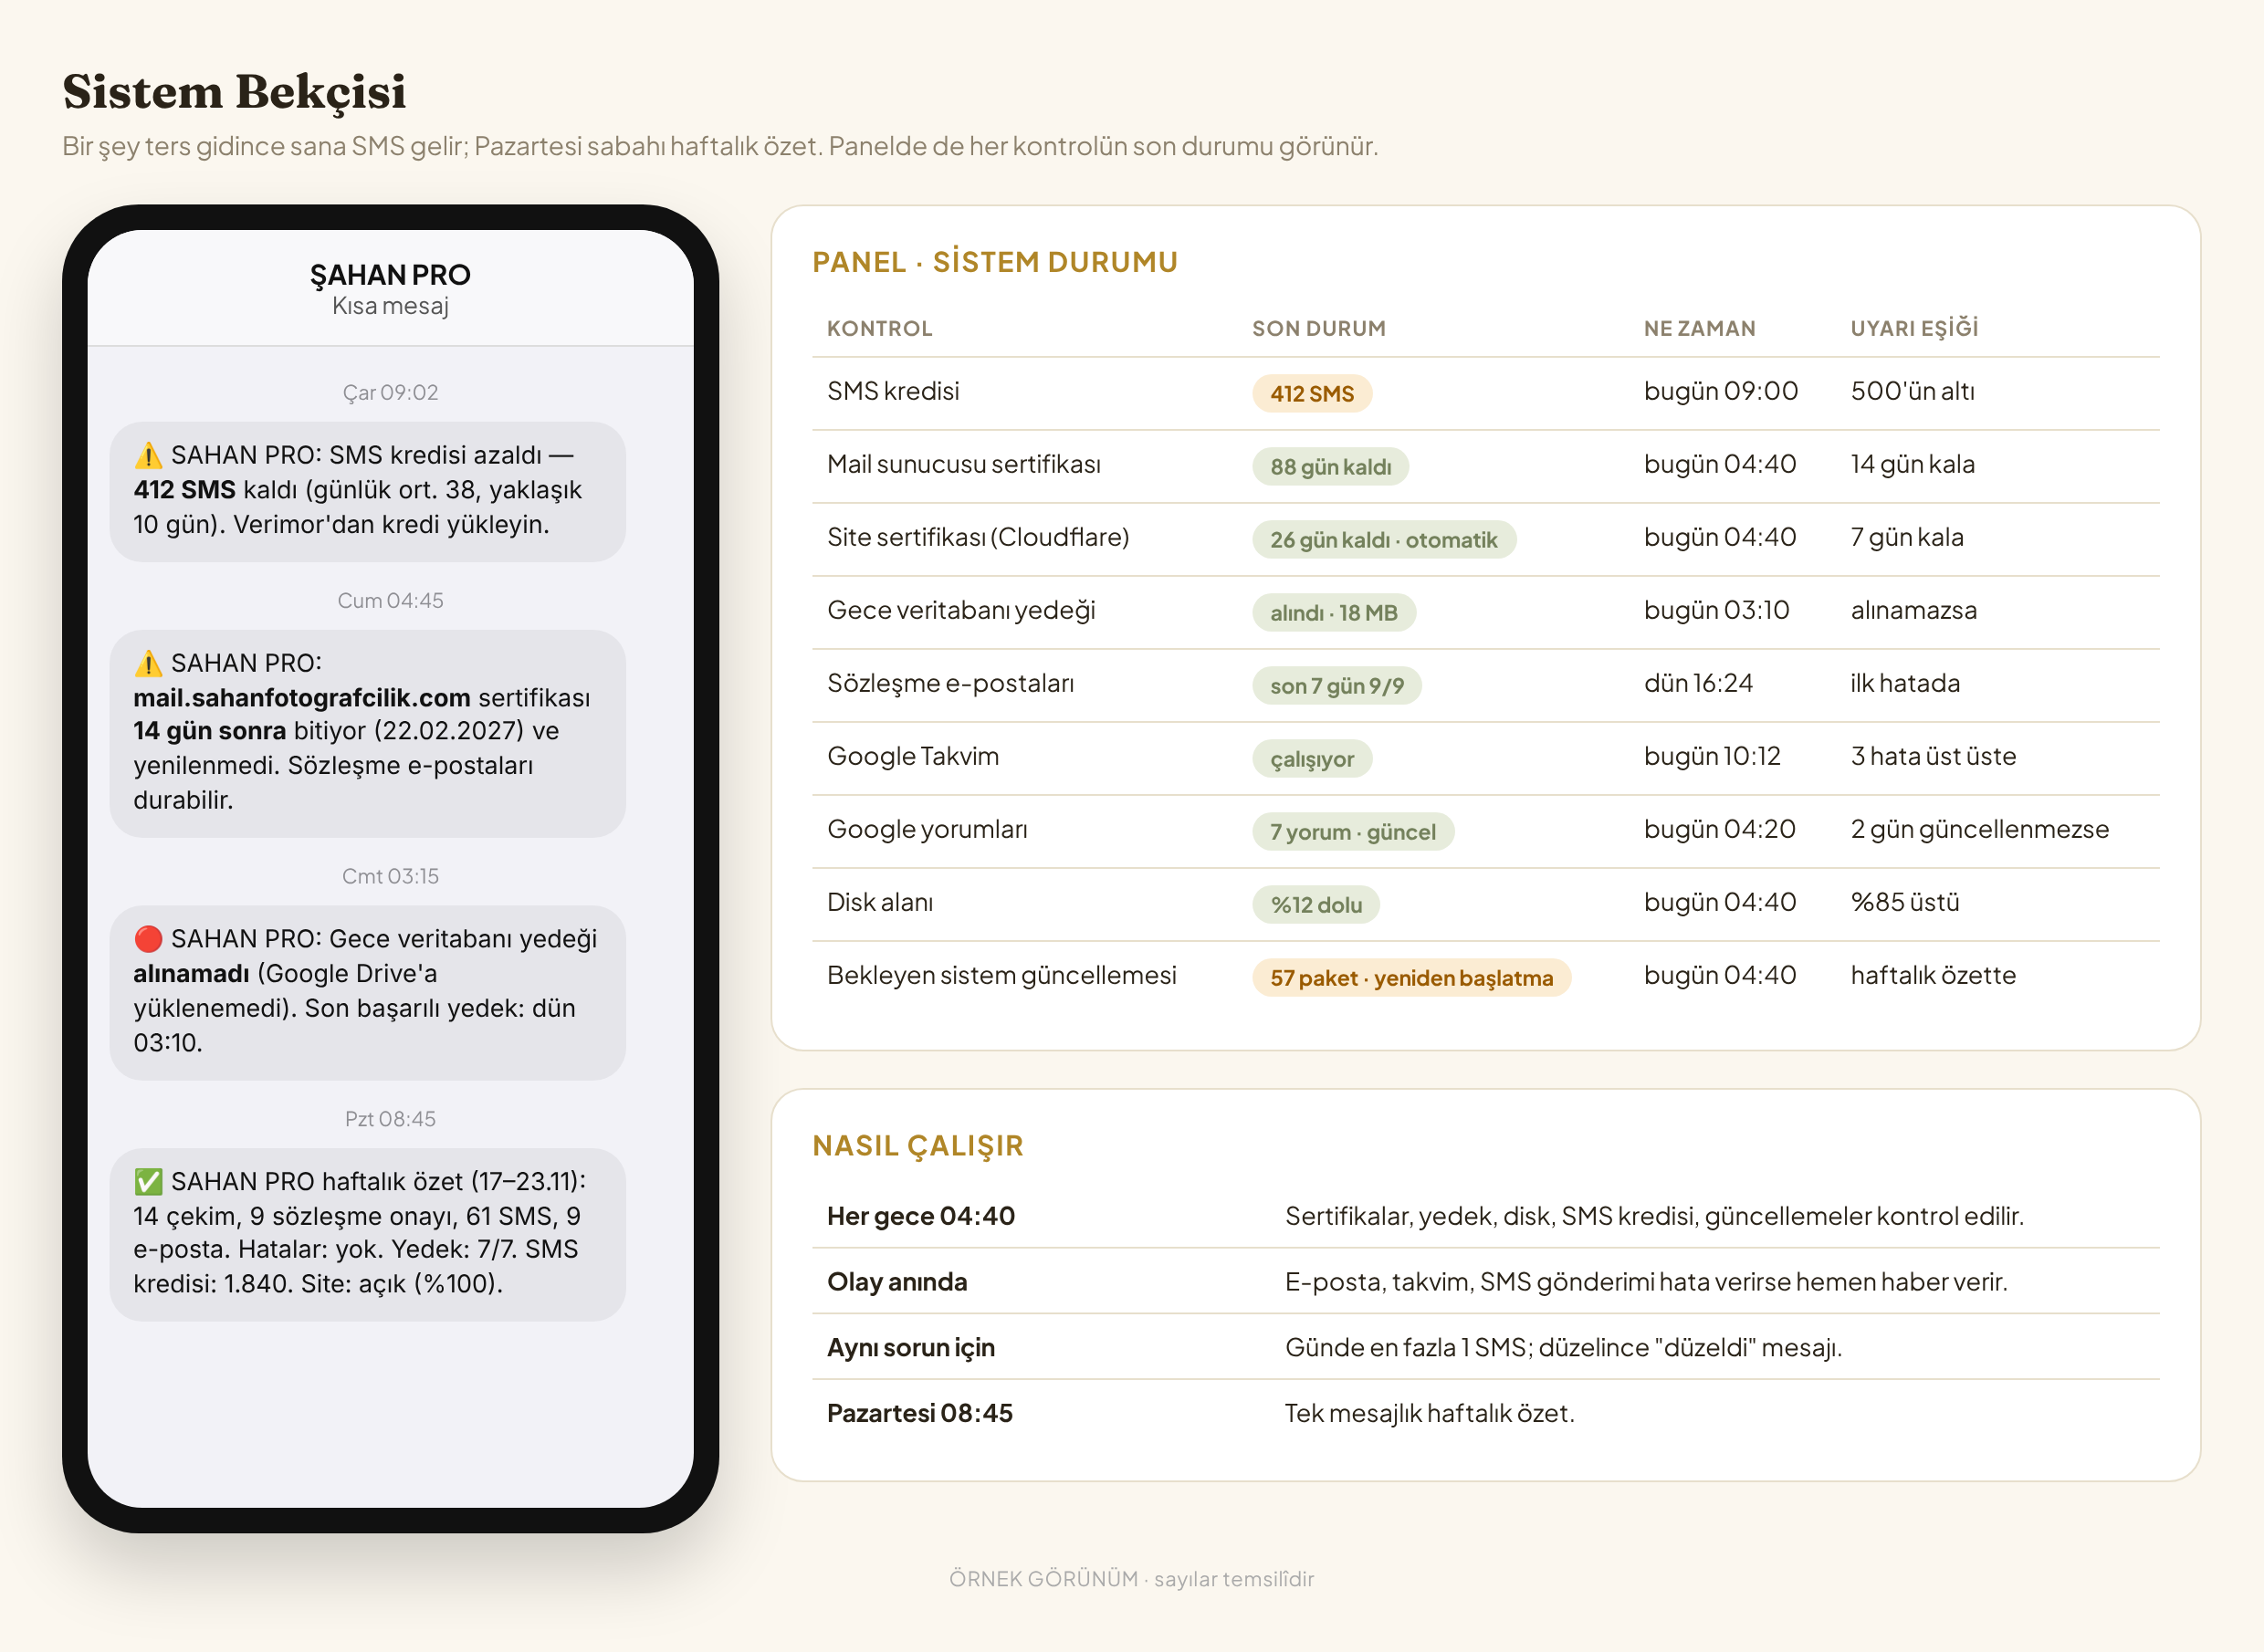 Sistem Bekçisi
Bir şey ters gidince sana SMS gelir; Pazartesi sabahı haftalık özet. Panelde de her kontrolün son durumu görünür.
ŞAHAN PRO
Kısa mesaj
Çar 09:02
⚠️ SAHAN PRO: SMS kredisi azaldı —
412 SMS kaldı (günlük ort. 38, yaklaşık
10 gün). Verimor'dan kredi yükleyin.
Cum 04:45
⚠️ SAHAN PRO:
mail.sahanfotografcilik.com sertifikası
14 gün sonra bitiyor (22.02.2027) ve
yenilenmedi. Sözleşme e-postaları
durabilir.
Cmt 03:15
🔴 SAHAN PRO: Gece veritabanı yedeği
alınamadı (Google Drive'a
yüklenemedi). Son başarılı yedek: dün
03:10.
Pzt 08:45
✅ SAHAN PRO haftalık özet (17–23.11):
14 çekim, 9 sözleşme onayı, 61 SMS, 9
e-posta. Hatalar: yok. Yedek: 7/7. SMS
kredisi: 1.840. Site: açık (%100).
PANEL · SİSTEM DURUMU
KONTROL SON DURUM NE ZAMAN UYARI EŞİĞİ
SMS kredisi 412 SMS bugün 09:00 500'ün altı
Mail sunucusu sertifikası 88 gün kaldı bugün 04:40 14 gün kala
Site sertifikası (Cloudflare) 26 gün kaldı · otomatik bugün 04:40 7 gün kala
Gece veritabanı yedeği alındı · 18 MB bugün 03:10 alınamazsa
Sözleşme e-postaları son 7 gün 9/9 dün 16:24 ilk hatada
Google Takvim çalışıyor bugün 10:12 3 hata üst üste
Google yorumları 7 yorum · güncel bugün 04:20 2 gün güncellenmezse
Disk alanı %12 dolu bugün 04:40 %85 üstü
Bekleyen sistem güncellemesi 57 paket · yeniden başlatma bugün 04:40 haftalık özette
NASIL ÇALIŞIR
Her gece 04:40 Sertifikalar, yedek, disk, SMS kredisi, güncellemeler kontrol edilir.
Olay anında E-posta, takvim, SMS gönderimi hata verirse hemen haber verir.
Aynı sorun için Günde en fazla 1 SMS; düzelince "düzeldi" mesajı.
Pazartesi 08:45 Tek mesajlık haftalık özet.
ÖRNEK GÖRÜNÜM · sayılar temsilîdir